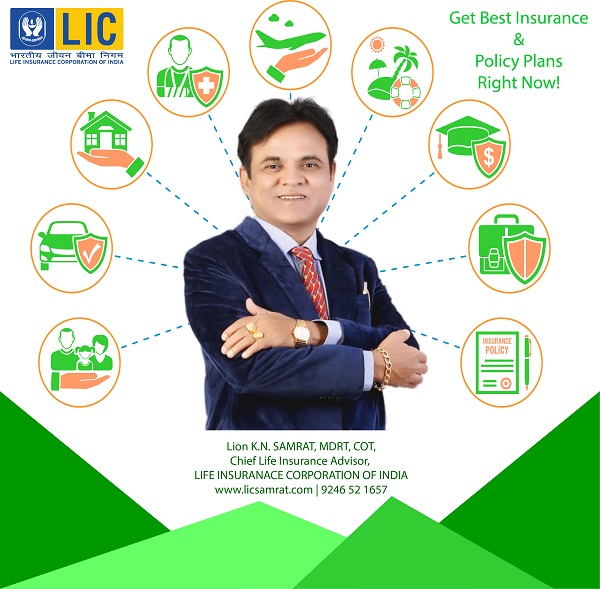 LIC
भारतीय जीवन बीमा निगम
LIFE INSURANCE CORPORATION OF INDIA
Get Best Insurance
&
Policy Plans
Right Now!
$
INSURANCE
POLICY
Lion K.N. SAMRAT, MDRT, COT,
Chief Life Insurance Advisor,
LIFE INSURANACE CORPORATION OF INDIA
www.licsamrat.com | 9246 52 1657